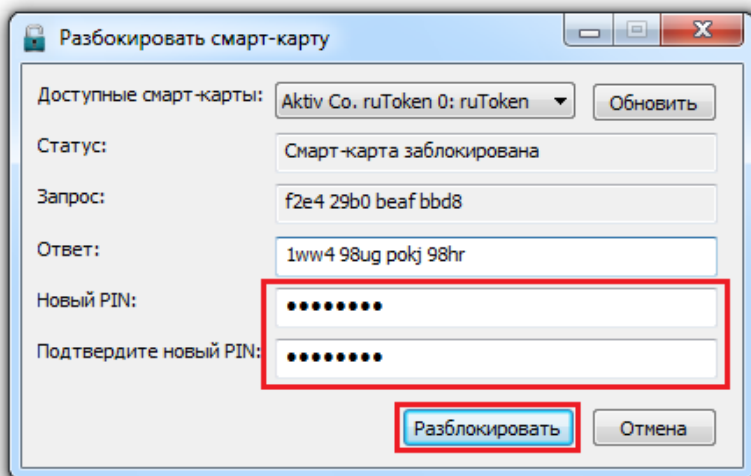 Разбокировать смарт-карту
Доступные смарт-карты: Aktiv Co. ruToken 0: ruToken Обновить
Статус: Смарт-карта заблокирована
Запрос: f2e4 29b0 beaf bbd8
Ответ: 1ww4 98ug pokj 98hr
Новый PIN: ●●●●●●●●
Подтвердите новый PIN: ●●●●●●●●
Разблокировать Отмена